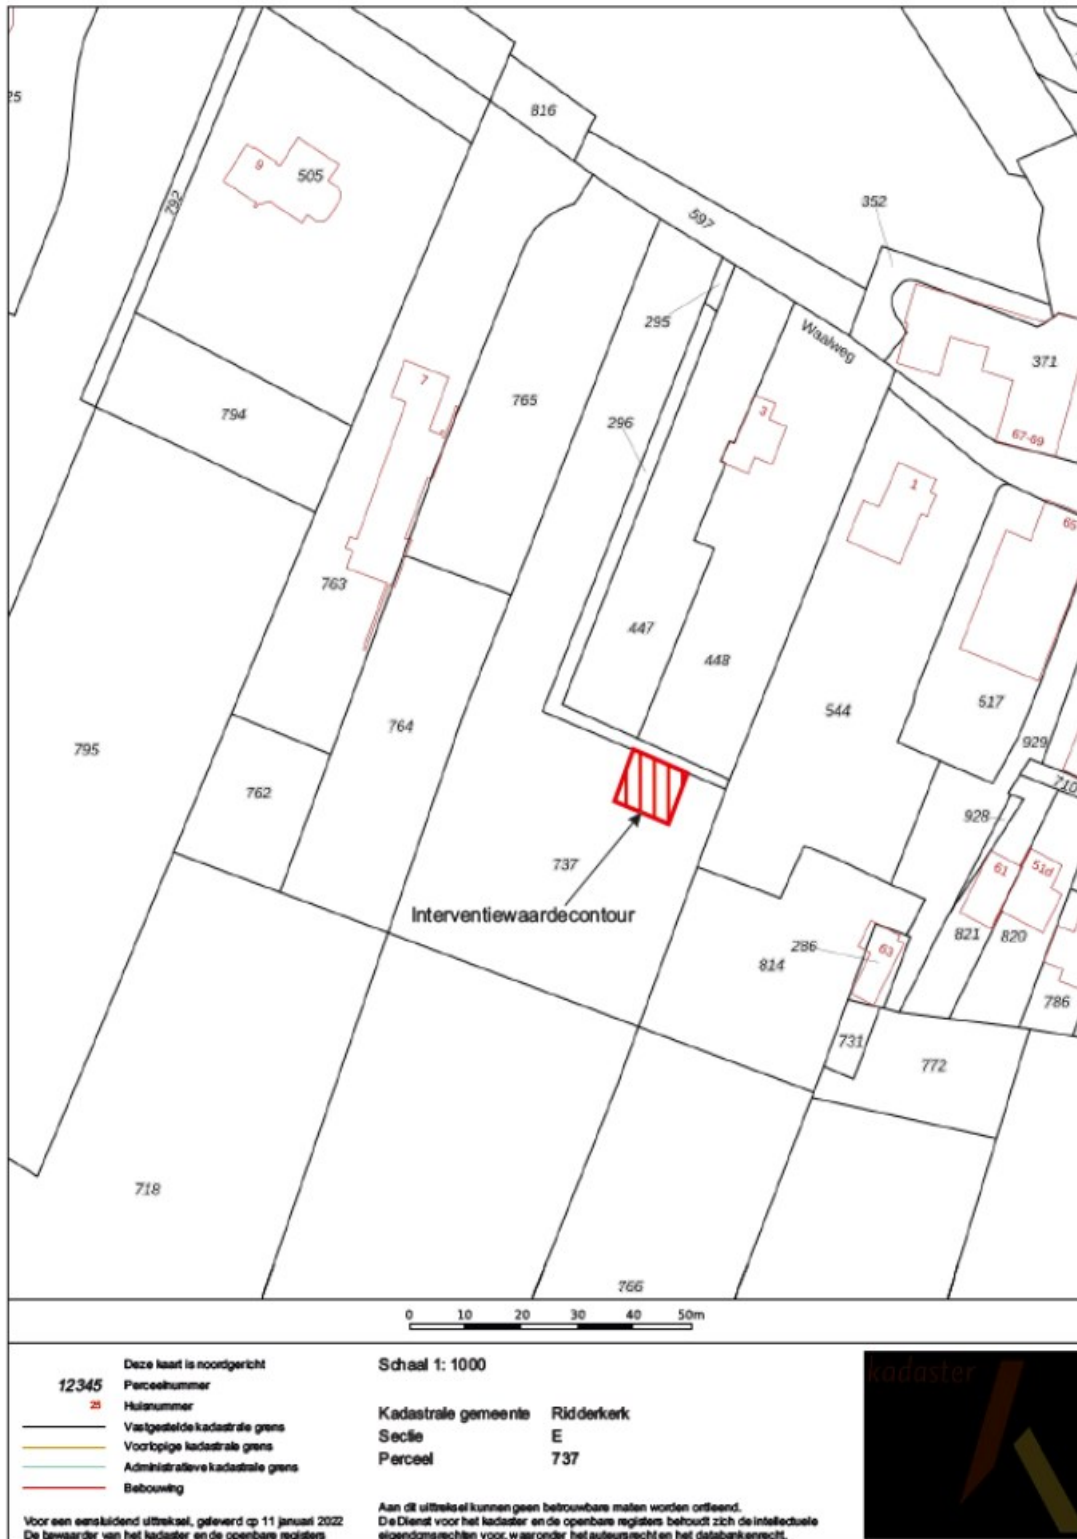 25
816
9
505
792
597
352
295
Waalweg
371
7
765
794
296
3
67-69
1
65
763
447
448
764
544
517
795
929
710
762
928
737
61
51d
Interventiewaardecontour
821
820
286
63
814
786
731
772
718
766
0 10 20 30 40 50m
Deze kaart is noordgericht
12345 Perceelnummer
25 Huisnummer
Vastgestelde kadastrale grens
Voorlopige kadastrale grens
Administratieve kadastrale grens
Bebouwing
Voor een eensluidend uittreksel, geleverd op 11 januari 2022
De bewaarder van het kadaster en de openbare registers
Schaal 1: 1000
Kadastrale gemeente Ridderkerk
Sectie E
Perceel 737
Aan dit uittreksel kunnen geen betrouwbare maten worden ontleend.
De Dienst voor het kadaster en de openbare registers behoudt zich de intellectuele
eigendomsrechten voor, waaronder het auteursrecht en het databankenrecht.
kadaster